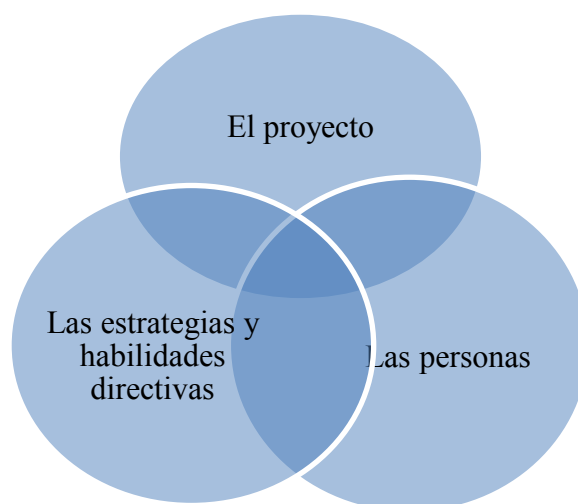 El proyecto
Las estrategias y
habilidades
directivas
Las personas